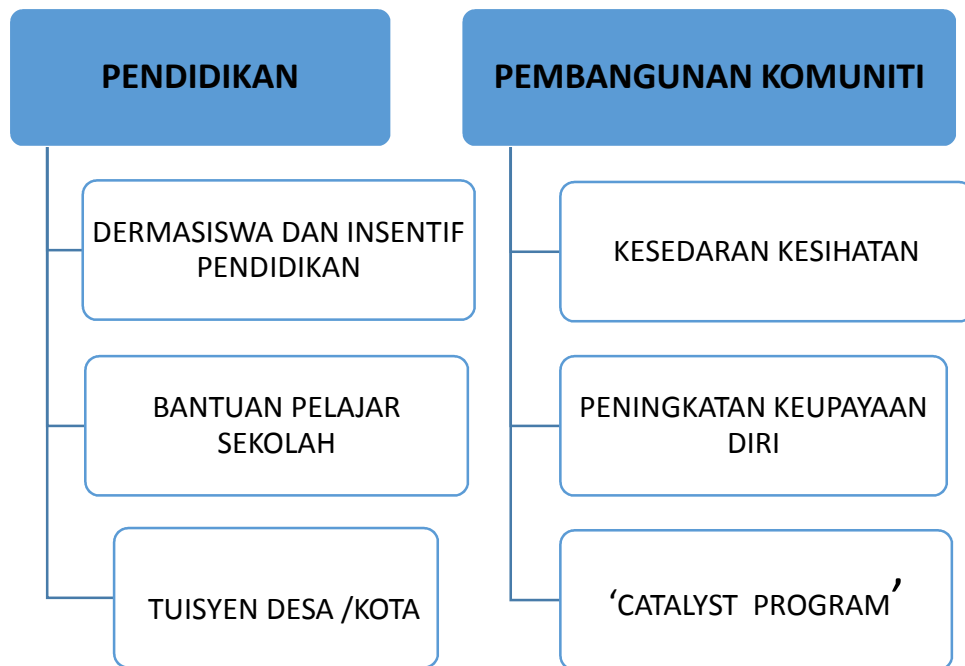 PENDIDIKAN
DERMASISWA DAN INSENTIF
PENDIDIKAN
BANTUAN PELAJAR
SEKOLAH
TUISYEN DESA /KOTA
PEMBANGUNAN KOMUNITI
KESEDARAN KESIHATAN
PENINGKATAN KEUPAYAAN
DIRI
‘CATALYST PROGRAM’